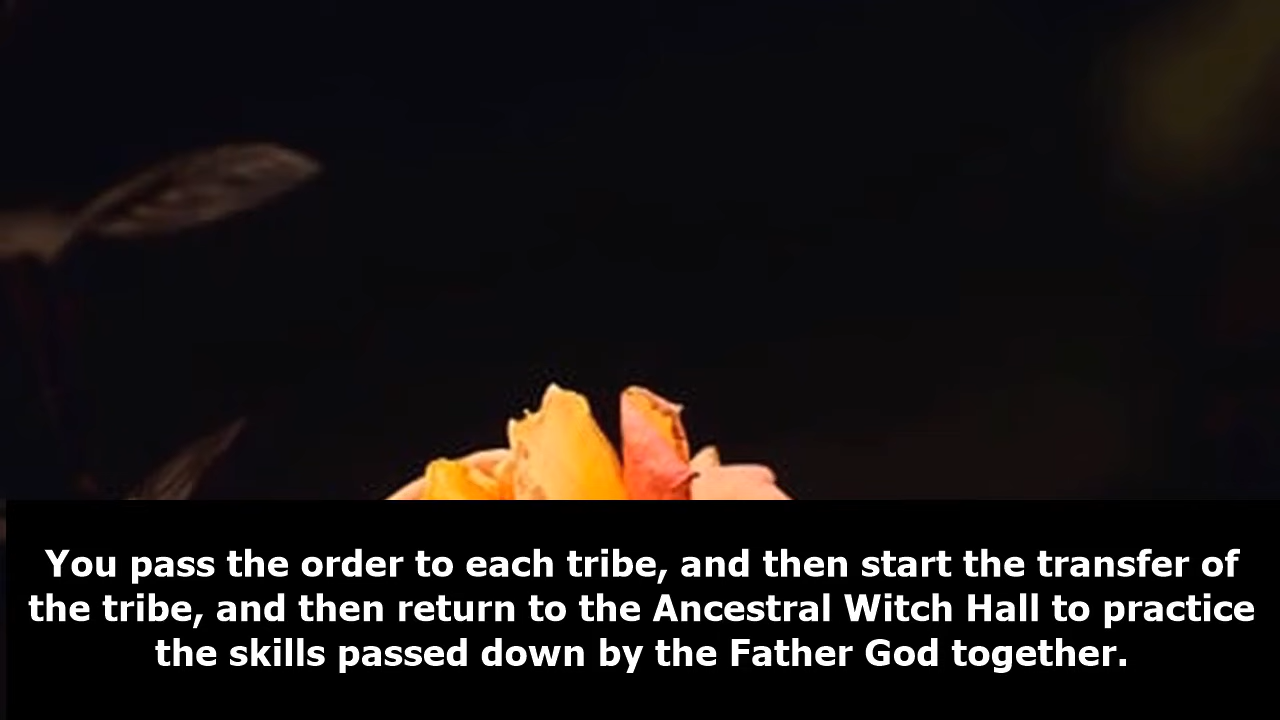 You pass the order to each tribe, and then start the transfer of
the tribe, and then return to the Ancestral Witch Hall to practice
the skills passed down by the Father God together.